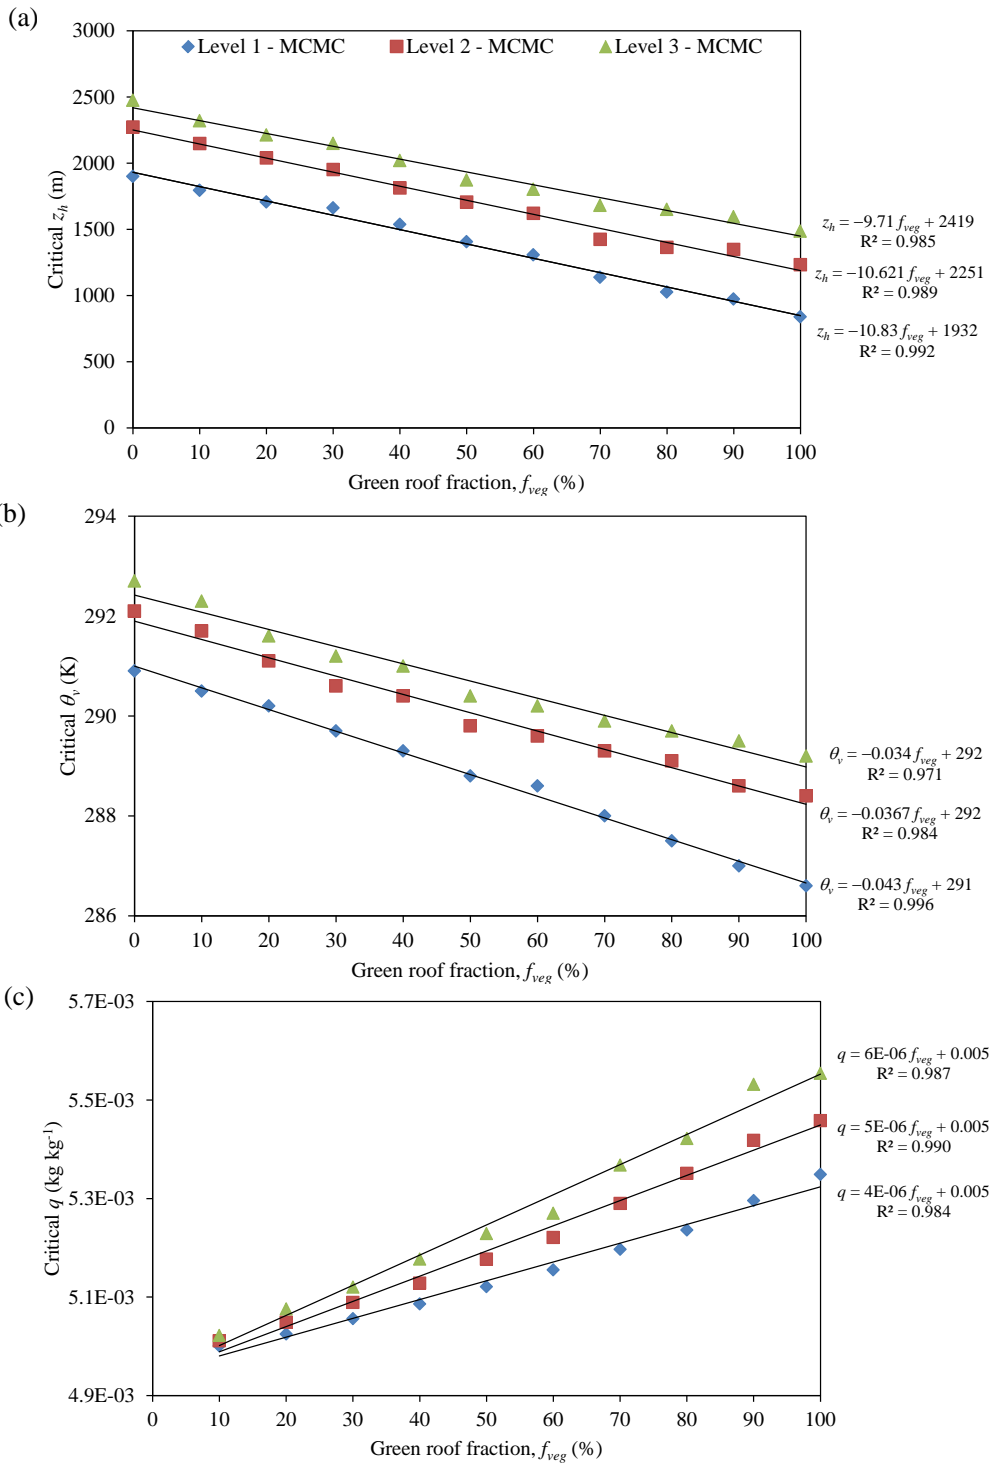 (a)
3000
Level 1 - MCMC
Level 2 - MCMC
Level 3 - MCMC
2500
2000
1500
1000
500
0
Critical z_h (m)
z_h = −9.71 f_veg + 2419
R² = 0.985
z_h = −10.621 f_veg + 2251
R² = 0.989
z_h = −10.83 f_veg + 1932
R² = 0.992
0 10 20 30 40 50 60 70 80 90 100
Green roof fraction, f_veg (%)
(b)
294
292
290
288
286
Critical θ_v (K)
θ_v = −0.034 f_veg + 292
R² = 0.971
θ_v = −0.0367 f_veg + 292
R² = 0.984
θ_v = −0.043 f_veg + 291
R² = 0.996
0 10 20 30 40 50 60 70 80 90 100
Green roof fraction, f_veg (%)
(c)
5.7E-03
5.5E-03
5.3E-03
5.1E-03
4.9E-03
Critical q (kg kg⁻¹)
q = 6E-06 f_veg + 0.005
R² = 0.987
q = 5E-06 f_veg + 0.005
R² = 0.990
q = 4E-06 f_veg + 0.005
R² = 0.984
0 10 20 30 40 50 60 70 80 90 100
Green roof fraction, f_veg (%)